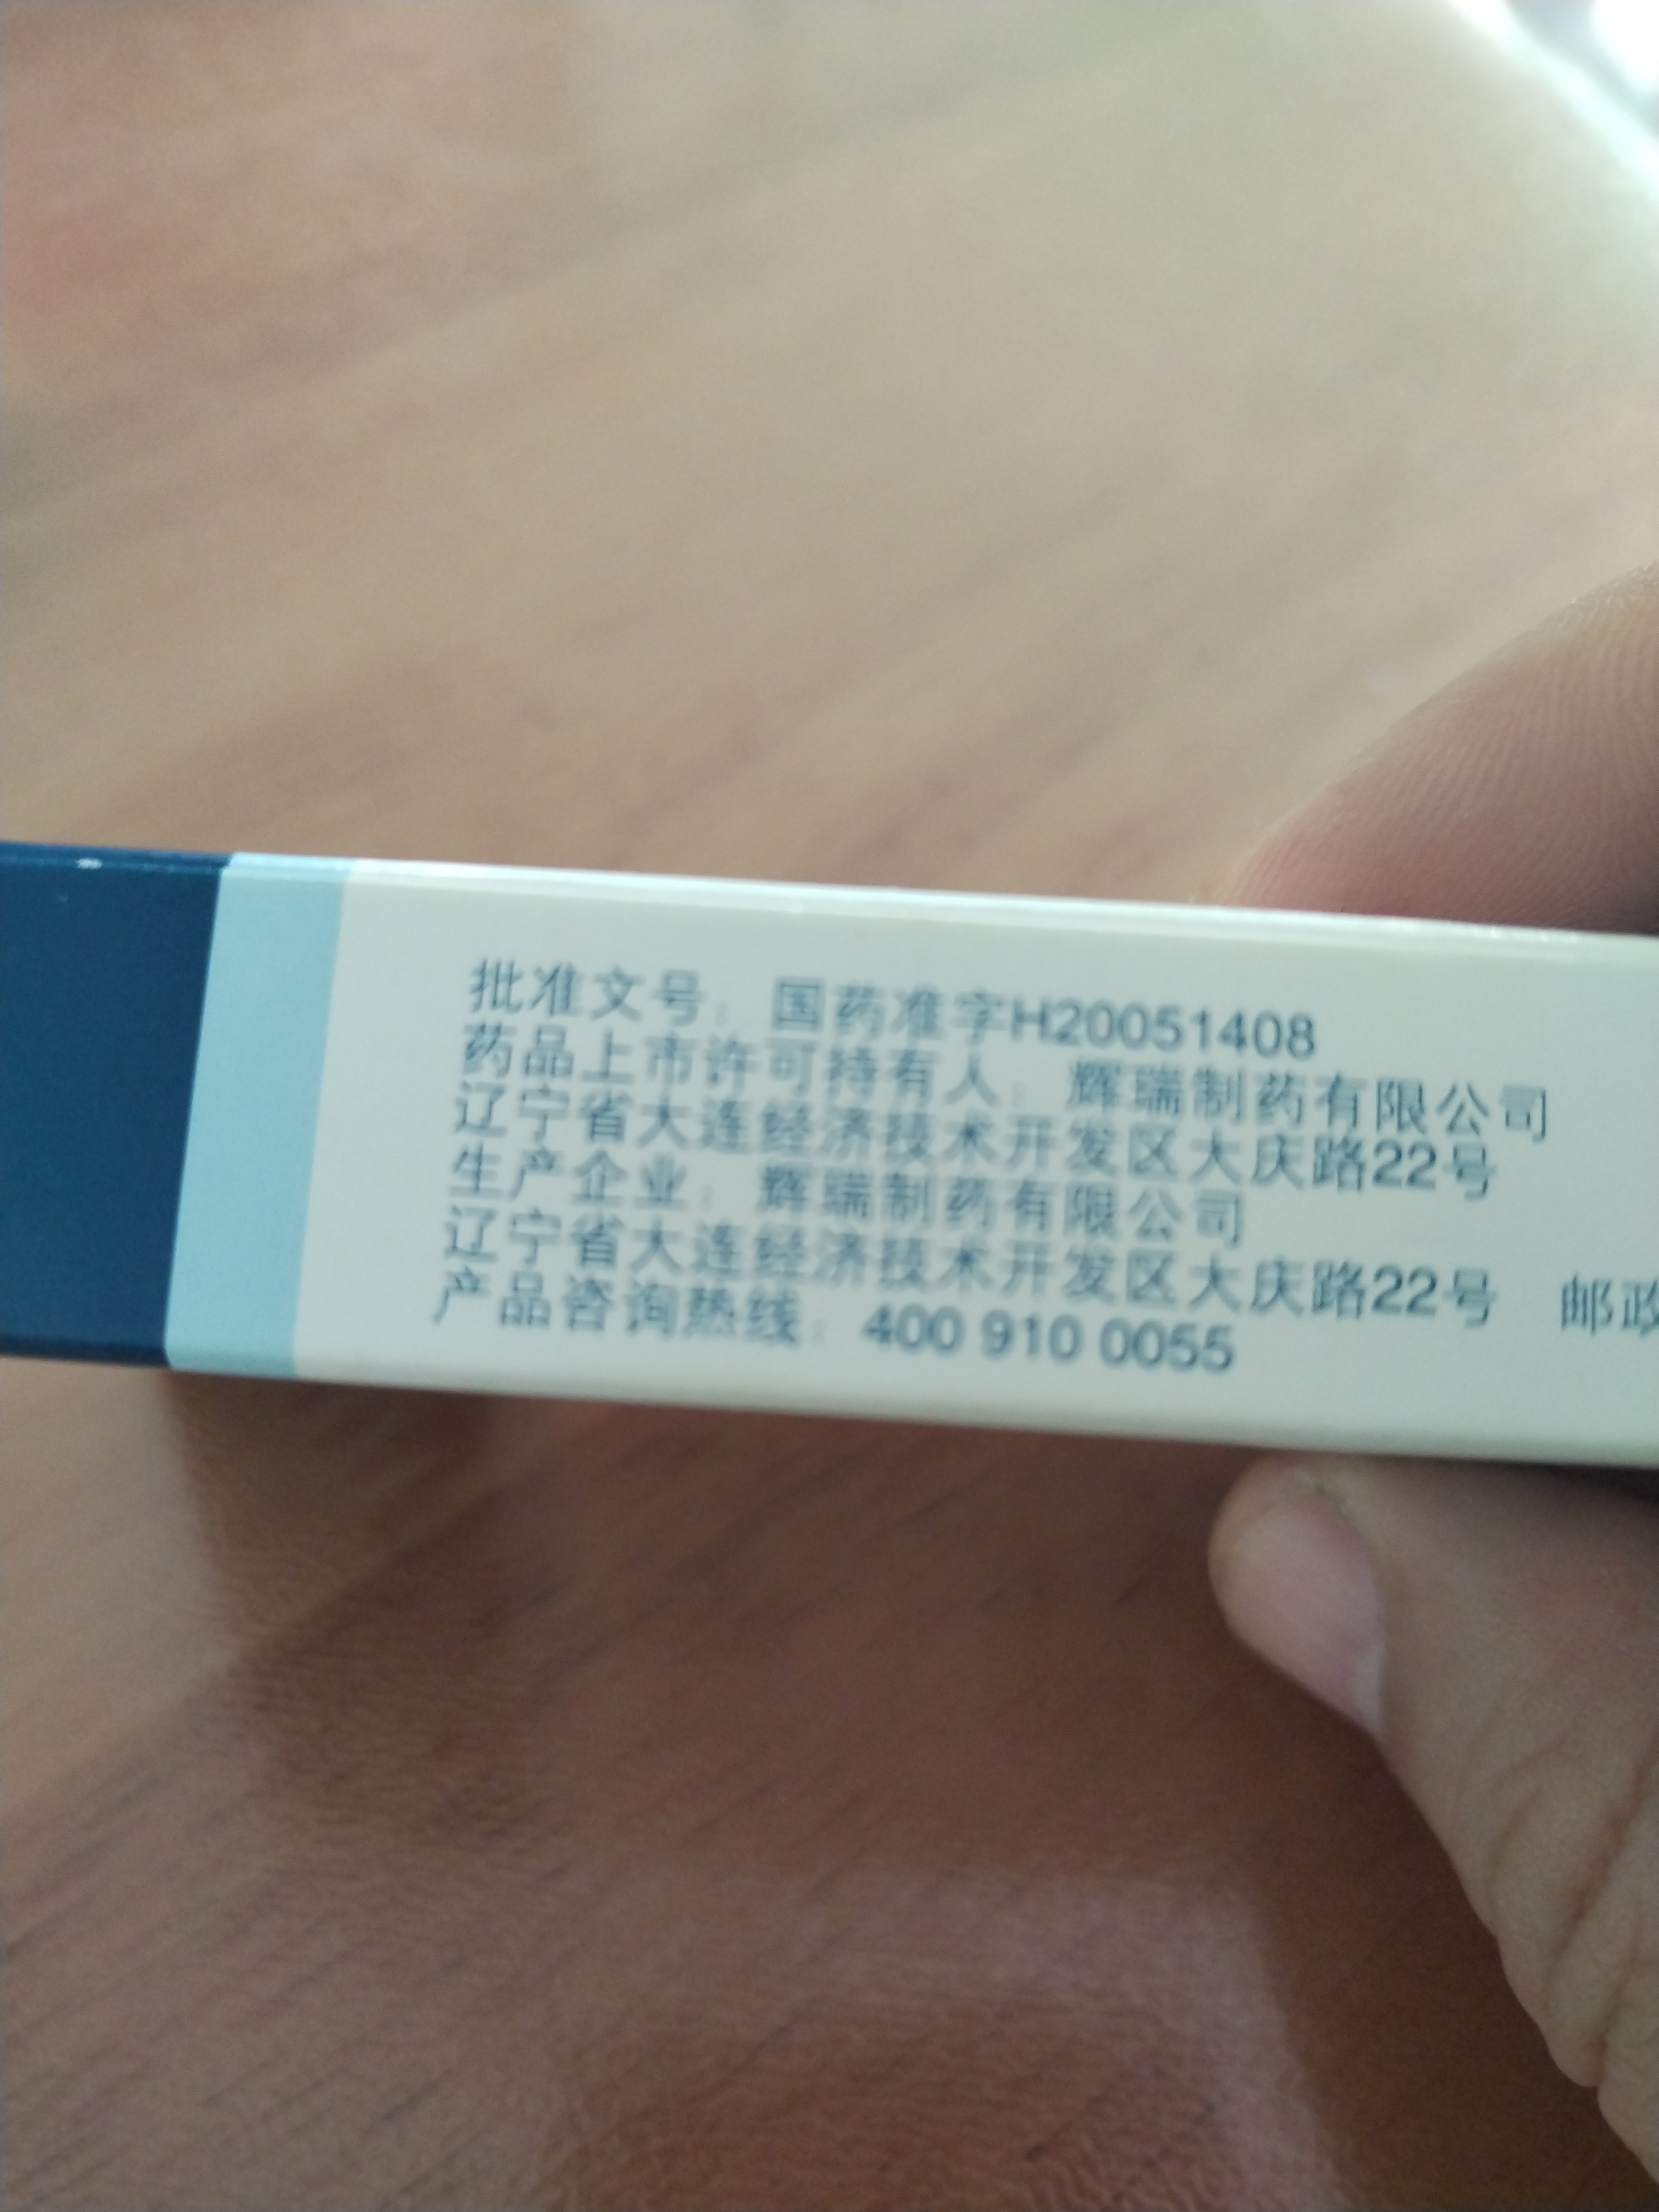 批准文号：国药准字H20051408
药品上市许可持有人：辉瑞制药有限公司
辽宁省大连经济技术开发区大庆路22号
生产企业：辉瑞制药有限公司
辽宁省大连经济技术开发区大庆路22号 邮政
产品咨询热线：400 910 0055